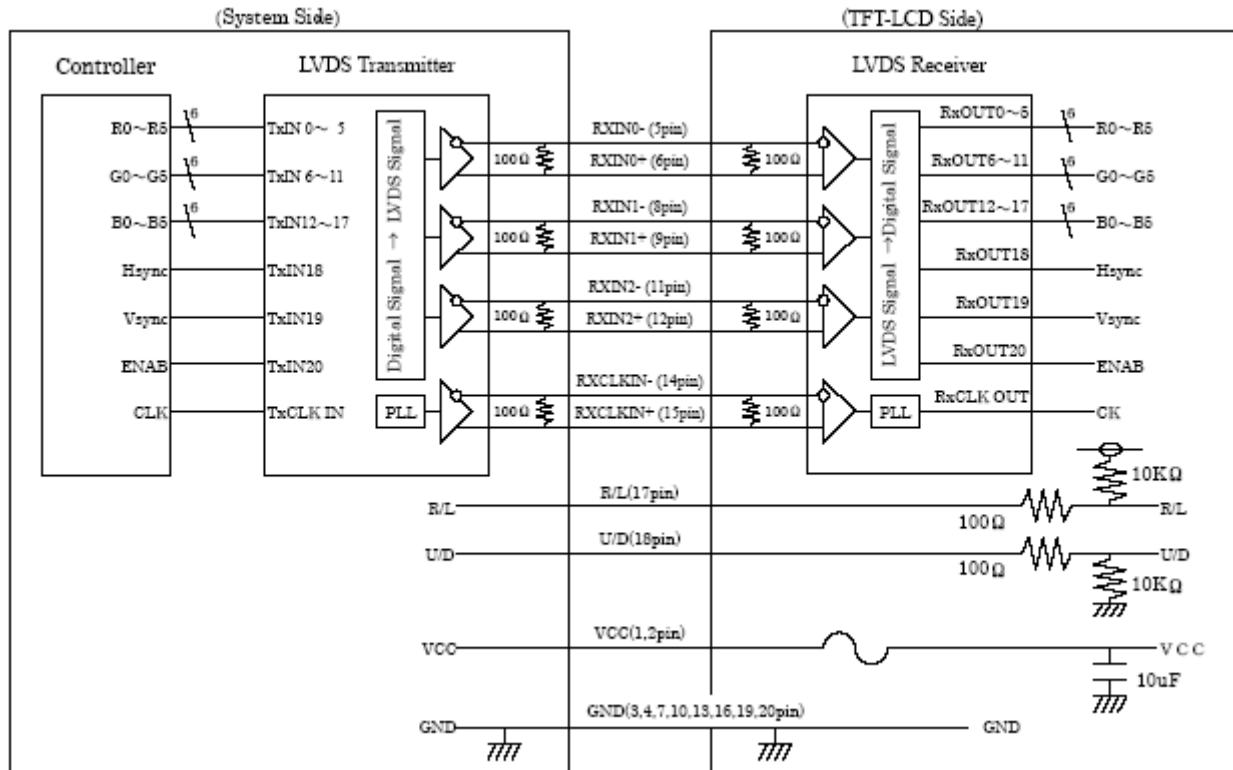 (System Side)
(TFT-LCD Side)
Controller
LVDS Transmitter
LVDS Receiver
R0~R5
6
TxIN 0~ 5
G0~G5
6
TxIN 6~11
B0~B5
6
TxIN12~17
Hsync
TxIN18
Vsync
TxIN19
ENAB
TxIN20
CLK
TxCLK IN
Digital Signal → LVDS Signal
PLL
100Ω
RXIN0- (5pin)
RXIN0+ (6pin)
100Ω
100Ω
RXIN1- (8pin)
RXIN1+ (9pin)
100Ω
100Ω
RXIN2- (11pin)
RXIN2+ (12pin)
100Ω
100Ω
RXCLKIN- (14pin)
RXCLKIN+ (15pin)
100Ω
LVDS Signal →Digital Signal
PLL
RxOUT0~5
6
R0~R5
RxOUT6~11
6
G0~G5
RxOUT12~17
6
B0~B5
RxOUT18
Hsync
RxOUT19
Vsync
RxOUT20
ENAB
RxCLK OUT
CK
10KΩ
R/L
R/L(17pin)
100Ω
R/L
U/D
U/D(18pin)
100Ω
U/D
10KΩ
VCC
VCC(1,2pin)
V C C
10uF
GND
GND(3,4,7,10,13,16,19,20pin)
GND